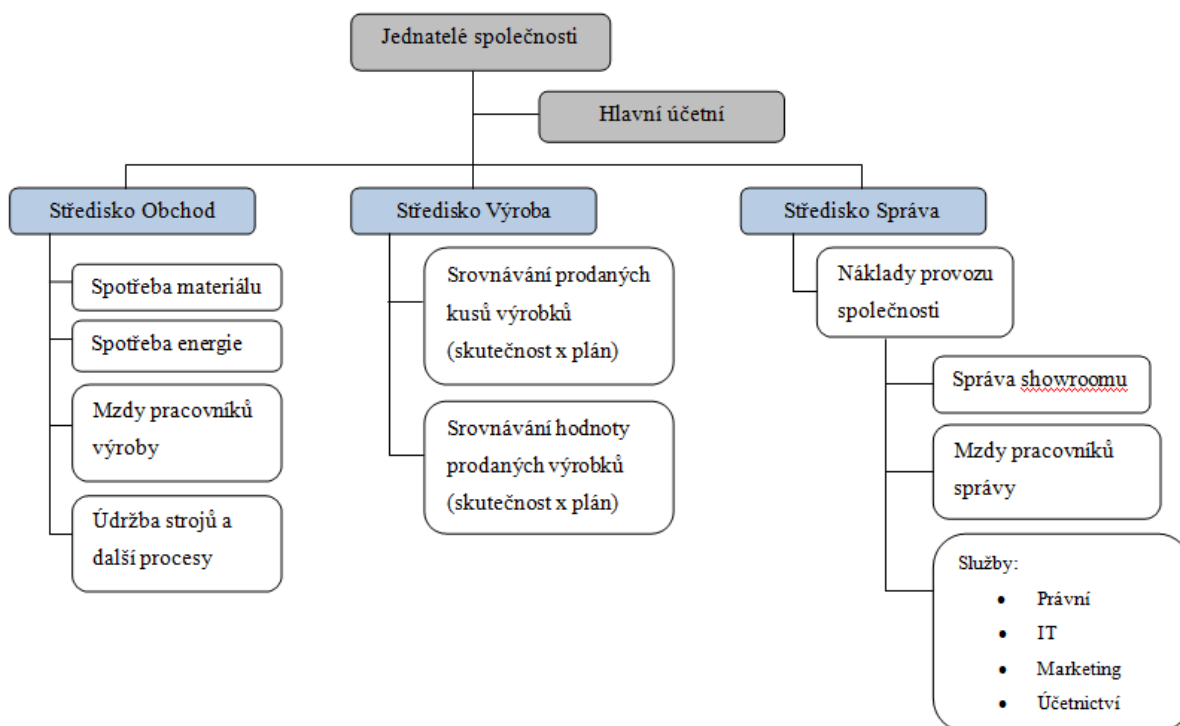 Jednatelé společnosti
Hlavní účetní
Středisko Obchod
Spotřeba materiálu
Spotřeba energie
Mzdy pracovníků
výroby
Údržba strojů a
další procesy
Středisko Výroba
Srovnávání prodaných
kusů výrobků
(skutečnost x plán)
Srovnávání hodnoty
prodaných výrobků
(skutečnost x plán)
Středisko Správa
Náklady provozu
společnosti
Správa showroomu
Mzdy pracovníků
správy
Služby:
• Právní
• IT
• Marketing
• Účetnictví